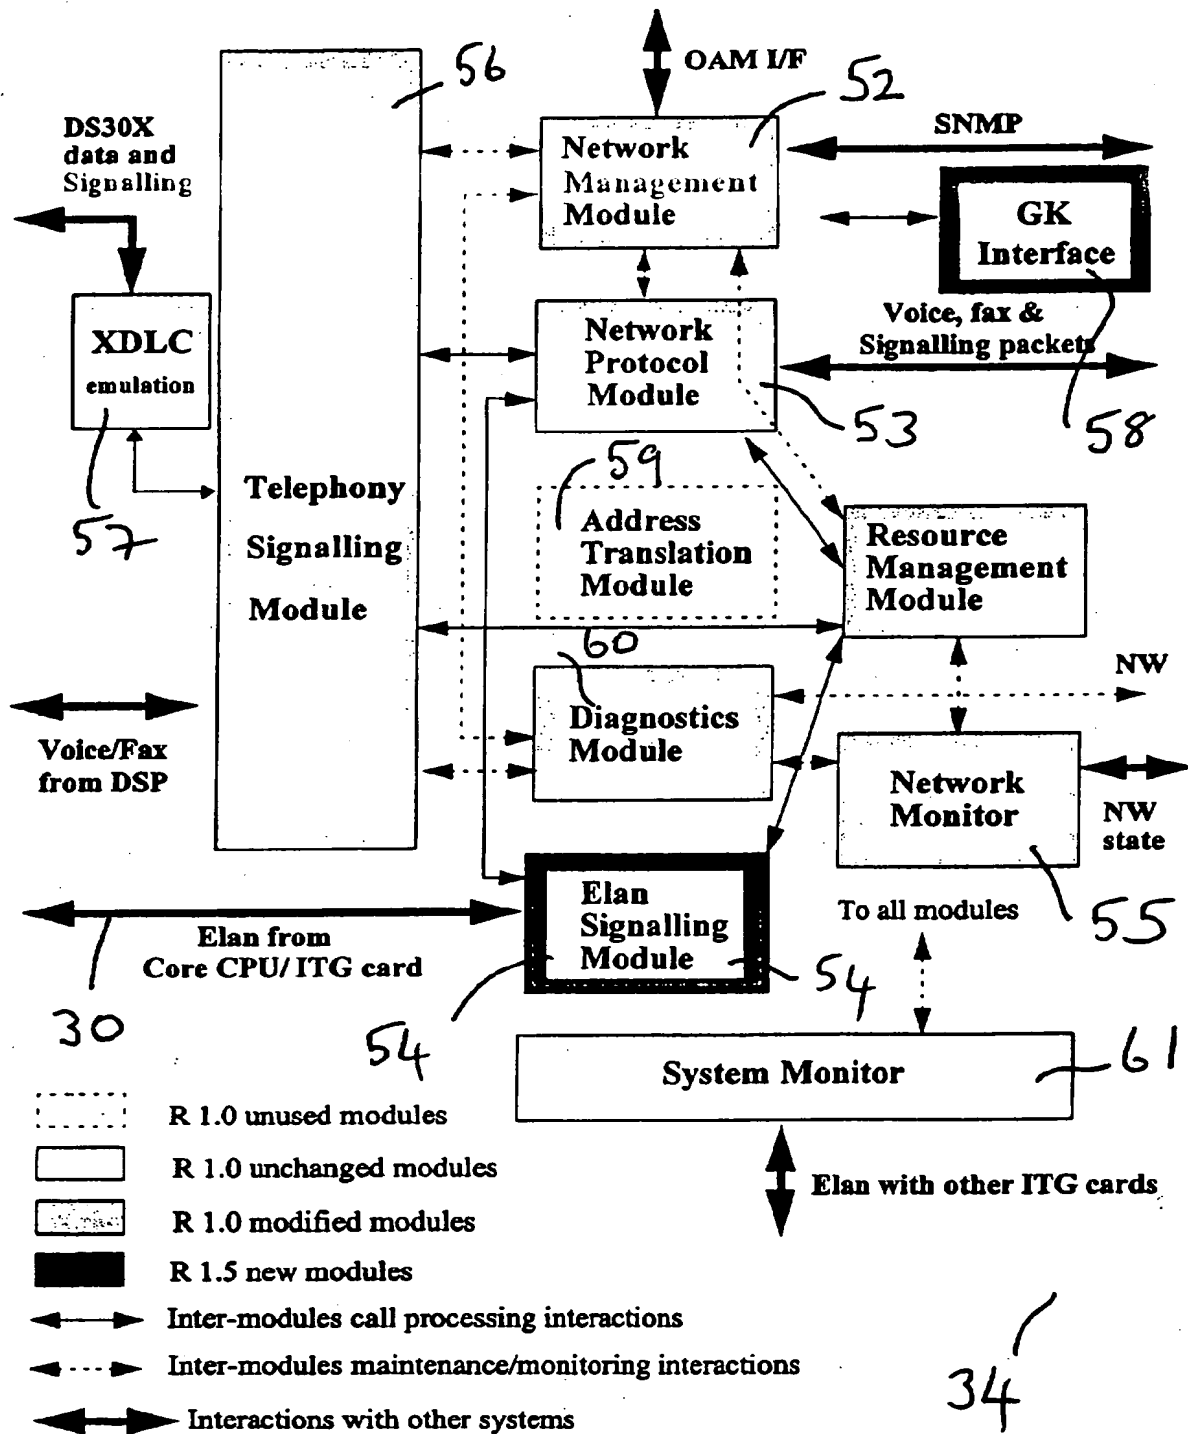 OAM I/F
56
52
DS30X
data and
Signalling
SNMP
Network
Management
Module
GK
Interface
XDLC
emulation
Network
Protocol
Module
Voice, fax &
Signalling packets
53
58
57
59
Telephony
Signalling
Module
Address
Translation
Module
Resource
Management
Module
60
NW
Diagnostics
Module
Voice/Fax
from DSP
Network
Monitor
NW
state
Elan
Signalling
Module
To all modules
55
Elan from
Core CPU/ ITG card
54
54
30
System Monitor
61
R 1.0 unused modules
R 1.0 unchanged modules
Elan with other ITG cards
R 1.0 modified modules
R 1.5 new modules
Inter-modules call processing interactions
Inter-modules maintenance/monitoring interactions
34
Interactions with other systems